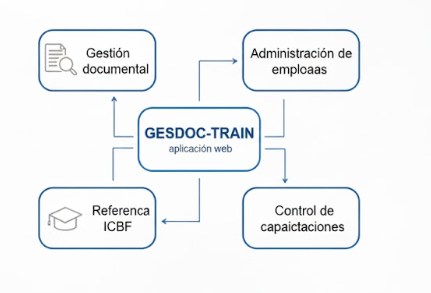 Gestión
documental
Administración de
emploaas
GESDOC-TRAIN
aplicación web
Referenca
ICBF
Control de
capaictaciones